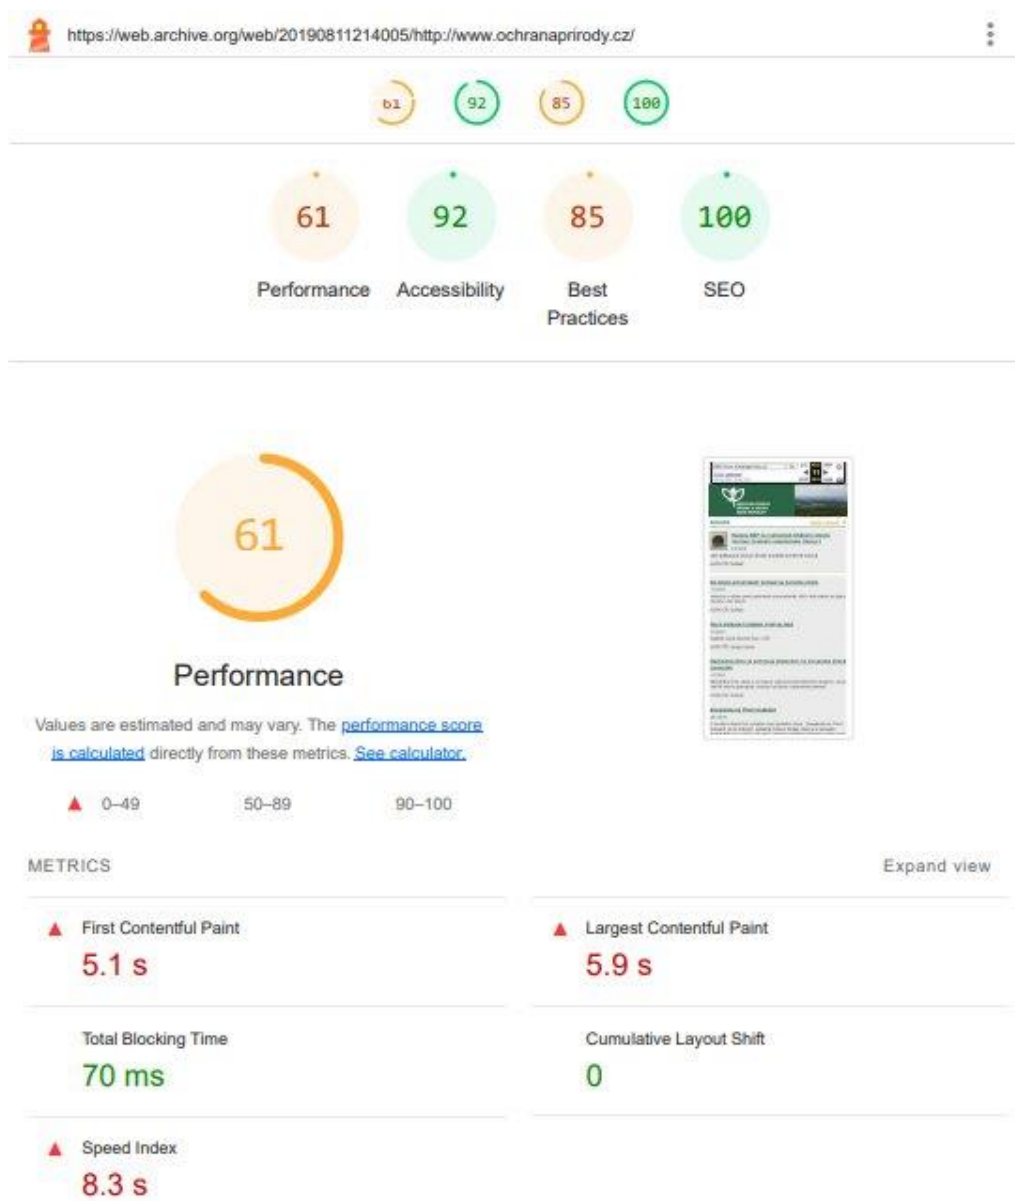 https://web.archive.org/web/20190811214005/http://www.ochranaprirody.cz/
61 92 85 100
61 92 85 100
Performance Accessibility Best Practices SEO
61
Performance
Values are estimated and may vary. The performance score
is calculated directly from these metrics. See calculator.
0–49 50–89 90–100
METRICS Expand view
First Contentful Paint Largest Contentful Paint
5.1 s 5.9 s
Total Blocking Time Cumulative Layout Shift
70 ms 0
Speed Index
8.3 s